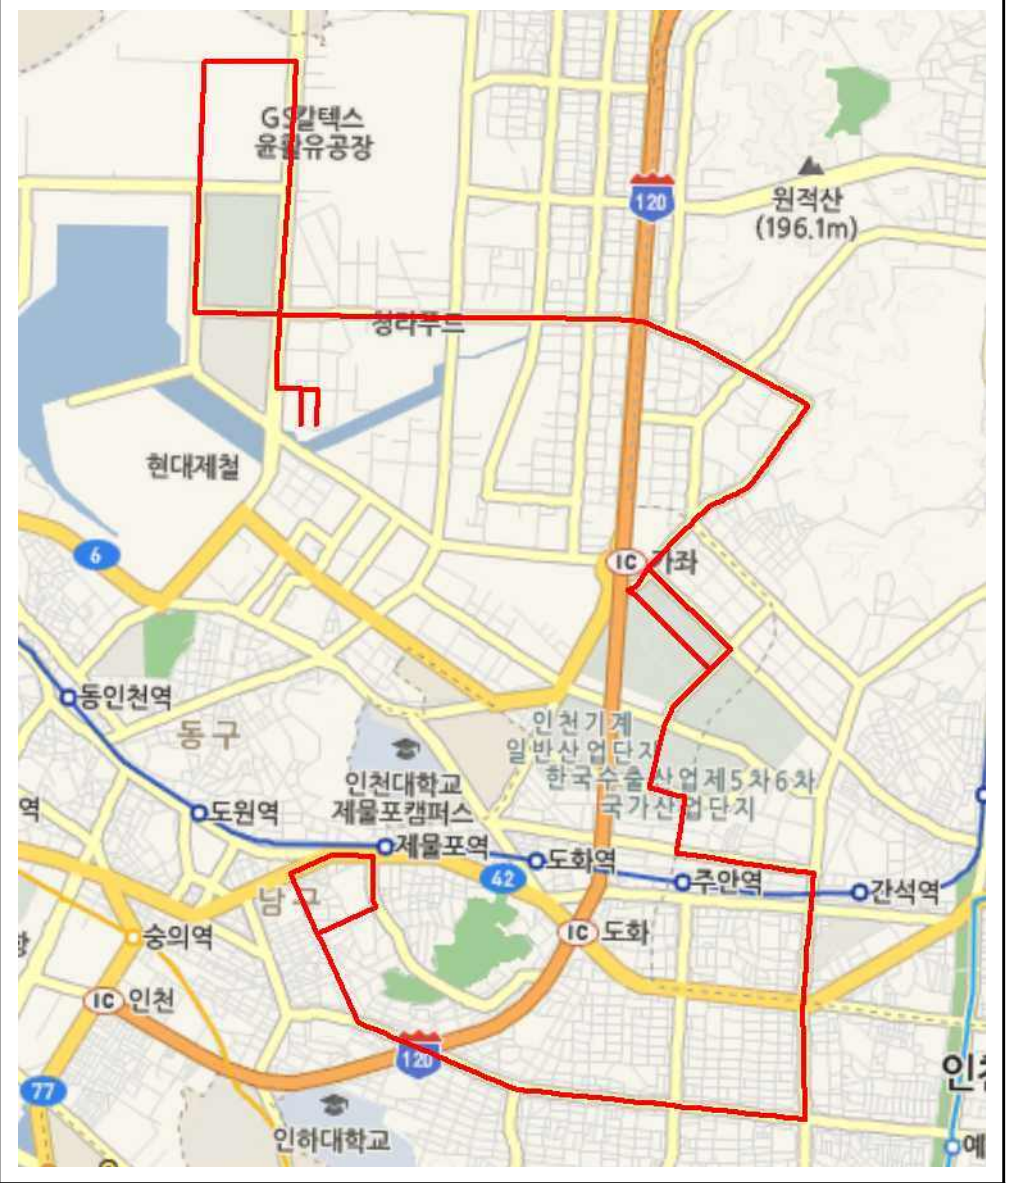 GS칼텍스
윤활유공장
120
원적산
(196.1m)
청라푸드
현대제철
6
IC 가좌
동인천역
동구
인천기계
일반산업단지
한국수출산업제5차6차
국가산업단지
인천대학교
제물포캠퍼스
역
도원역
제물포역
도화역
42
주안역
간석역
남구
숭의역
IC 도화
IC 인천
120
77
인하대학교